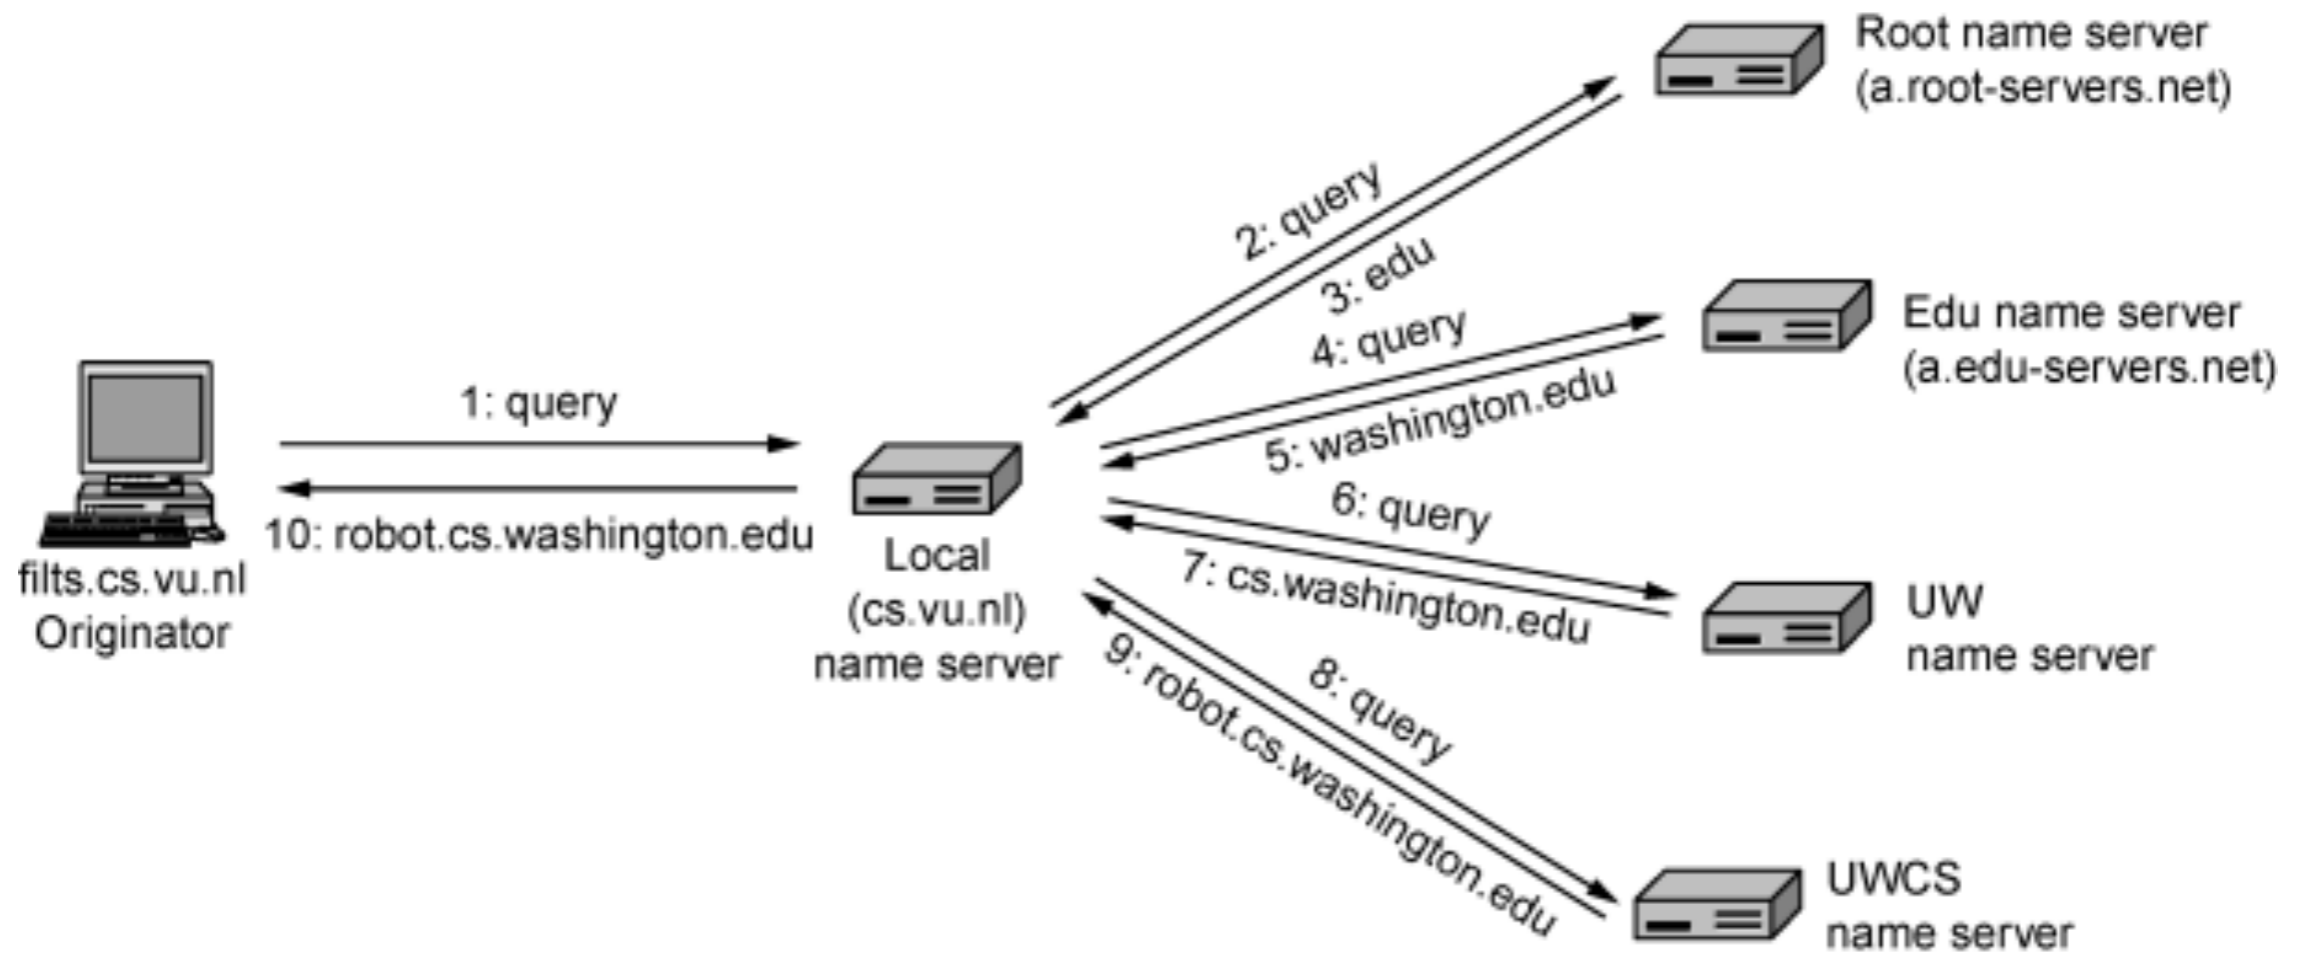 Root name server
(a.root-servers.net)
2: query
3: edu
Edu name server
(a.edu-servers.net)
4: query
5: washington.edu
1: query
10: robot.cs.washington.edu
filts.cs.vu.nl
Originator
Local
(cs.vu.nl)
name server
6: query
7: cs.washington.edu
UW
name server
8: query
9: robot.cs.washington.edu
UWCS
name server